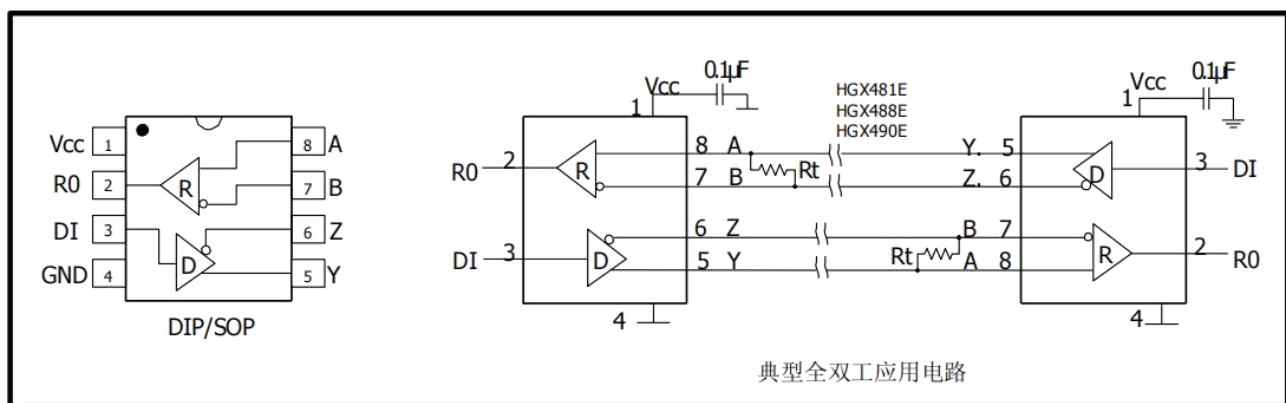 Vcc 1 8 A
R0 2 R 7 B
DI 3 6 Z
GND 4 D 5 Y
DIP/SOP
0.1μF
Vcc
1
R0 2 R 8 A
7 B
Rt
DI 3 D 6 Z
5 Y
4
HGX481E
HGX488E
HGX490E
0.1μF
Vcc
1
Y. 5 D 3 DI
Z. 6
B 7
Rt A 8 R 2 R0
4
典型全双工应用电路